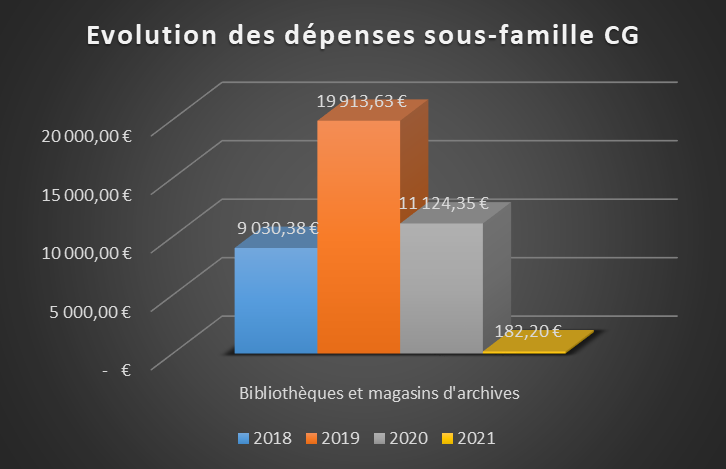 Evolution des dépenses sous-famille CG
19 913,63 €
20 000,00 €
11 124,35 €
15 000,00 €
9 030,38 €
10 000,00 €
5 000,00 €
182,20 €
- €
Bibliothèques et magasins d'archives
2018 2019 2020 2021